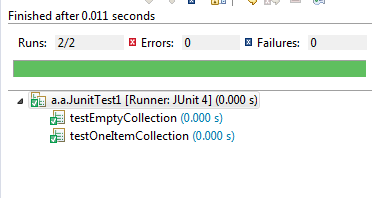 Finished after 0.011 seconds
Runs: 2/2 Errors: 0 Failures: 0
a.a.JunitTest1 [Runner: JUnit 4] (0.000 s)
testEmptyCollection (0.000 s)
testOneItemCollection (0.000 s)